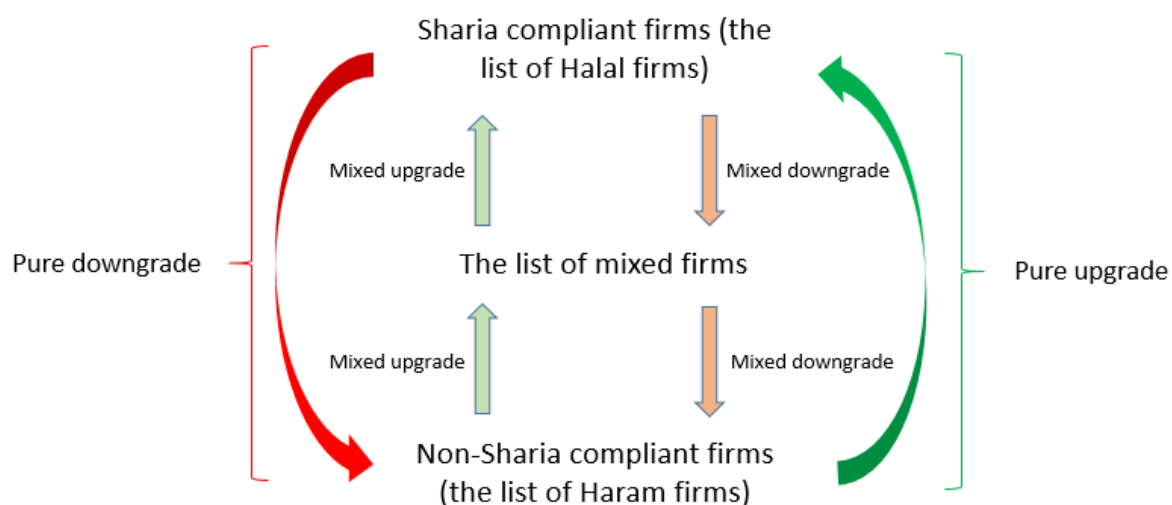 Sharia compliant firms (the
list of Halal firms)
Mixed upgrade
Mixed downgrade
Pure downgrade
The list of mixed firms
Pure upgrade
Mixed upgrade
Mixed downgrade
Non-Sharia compliant firms
(the list of Haram firms)